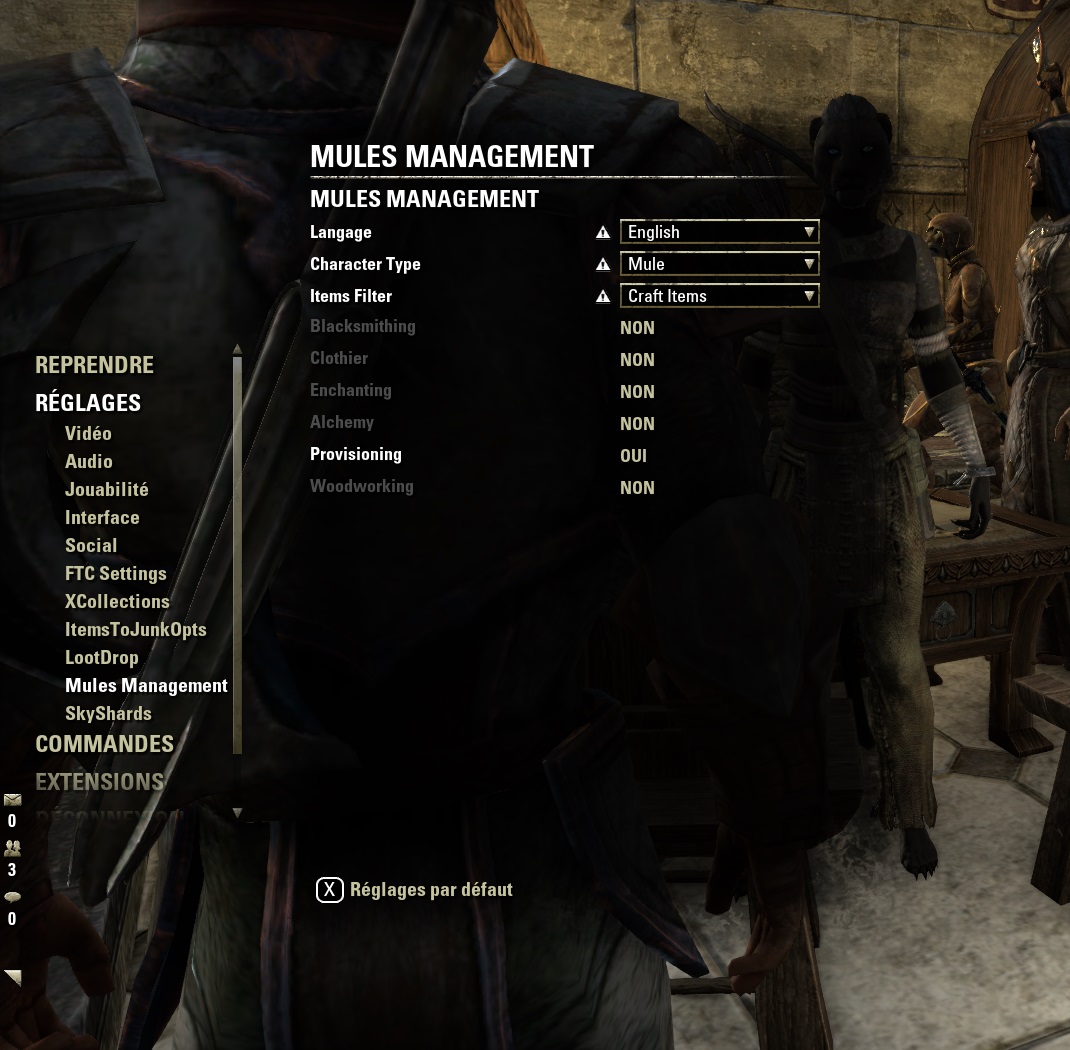 MULES MANAGEMENT
MULES MANAGEMENT
Langage English
Character Type Mule
Items Filter Craft Items
Blacksmithing NON
Clothier NON
Enchanting NON
Alchemy NON
Provisioning OUI
Woodworking NON
REPRENDRE
RÉGLAGES
Vidéo
Audio
Jouabilité
Interface
Social
FTC Settings
XCollections
ItemsToJunkOpts
LootDrop
Mules Management
SkyShards
COMMANDES
EXTENSIONS
0
3
0
X Réglages par défaut